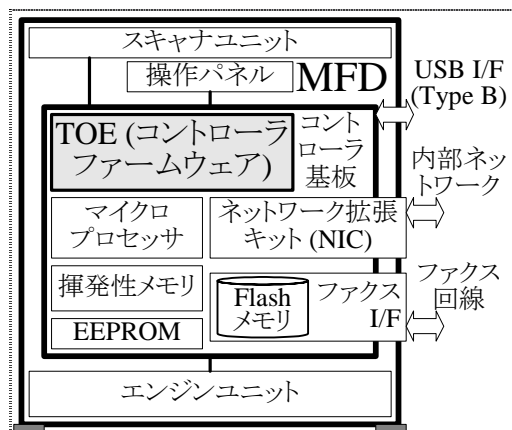 スキャナユニット
操作パネル
MFD
USB I/F
(Type B)
TOE (コントローラ
ファームウェア)
コント
ローラ
基板
内部ネッ
トワーク
マイクロ
プロセッサ
ネットワーク拡張
キット (NIC)
揮発性メモリ
Flash
メモリ
ファクス
I/F
ファクス
回線
EEPROM
エンジンユニット